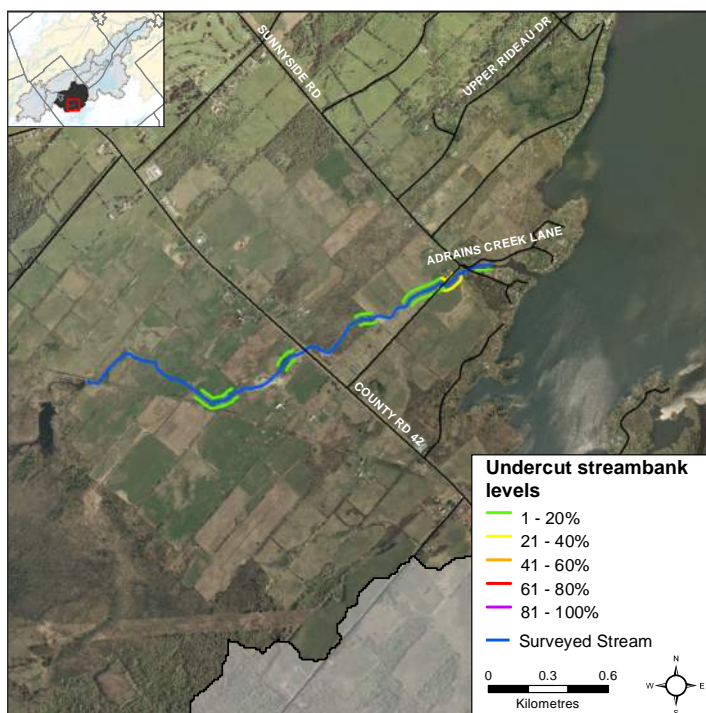 SUNNYSIDE RD
UPPER RIDEAU DR
ADRAINS CREEK LANE
COUNTY RD 42
Undercut streambank
levels
1 - 20%
21 - 40%
41 - 60%
61 - 80%
81 - 100%
Surveyed Stream
0 0.3 0.6
Kilometres
N
W E
S